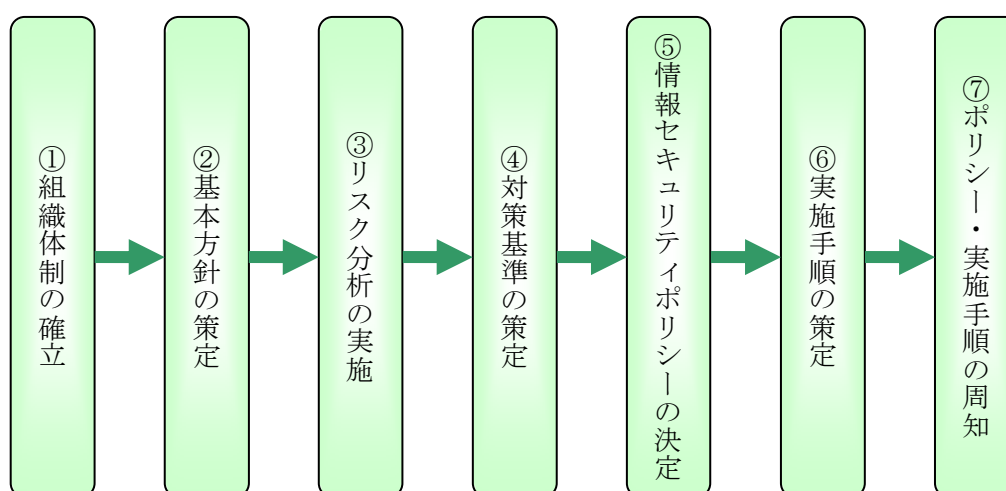 ①組織体制の確立
②基本方針の策定
③リスク分析の実施
④対策基準の策定
⑤情報セキュリティポリシーの決定
⑥実施手順の策定
⑦ポリシー・実施手順の周知